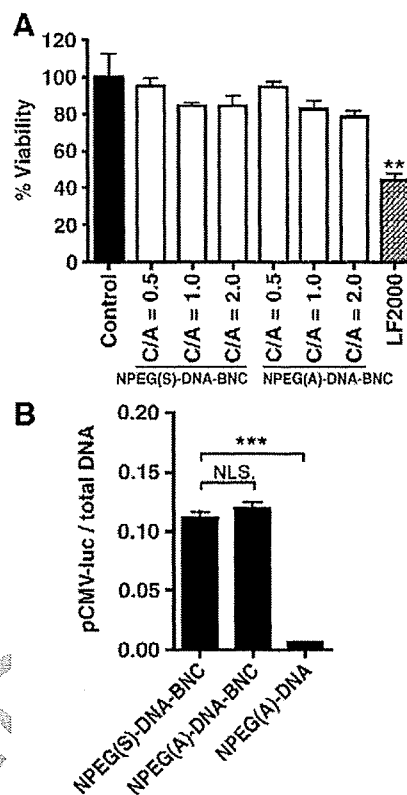 A
120
100
80
60
40
20
0
% Viability
**
Control
C/A = 0.5
C/A = 1.0
C/A = 2.0
C/A = 0.5
C/A = 1.0
C/A = 2.0
LF2000
NPEG(S)-DNA-BNC
NPEG(A)-DNA-BNC
B
0.20
0.15
0.10
0.05
0.00
pCMV-luc / total DNA
***
NLS.
NPEG(S)-DNA-BNC
NPEG(A)-DNA-BNC
NPEG(A)-DNA